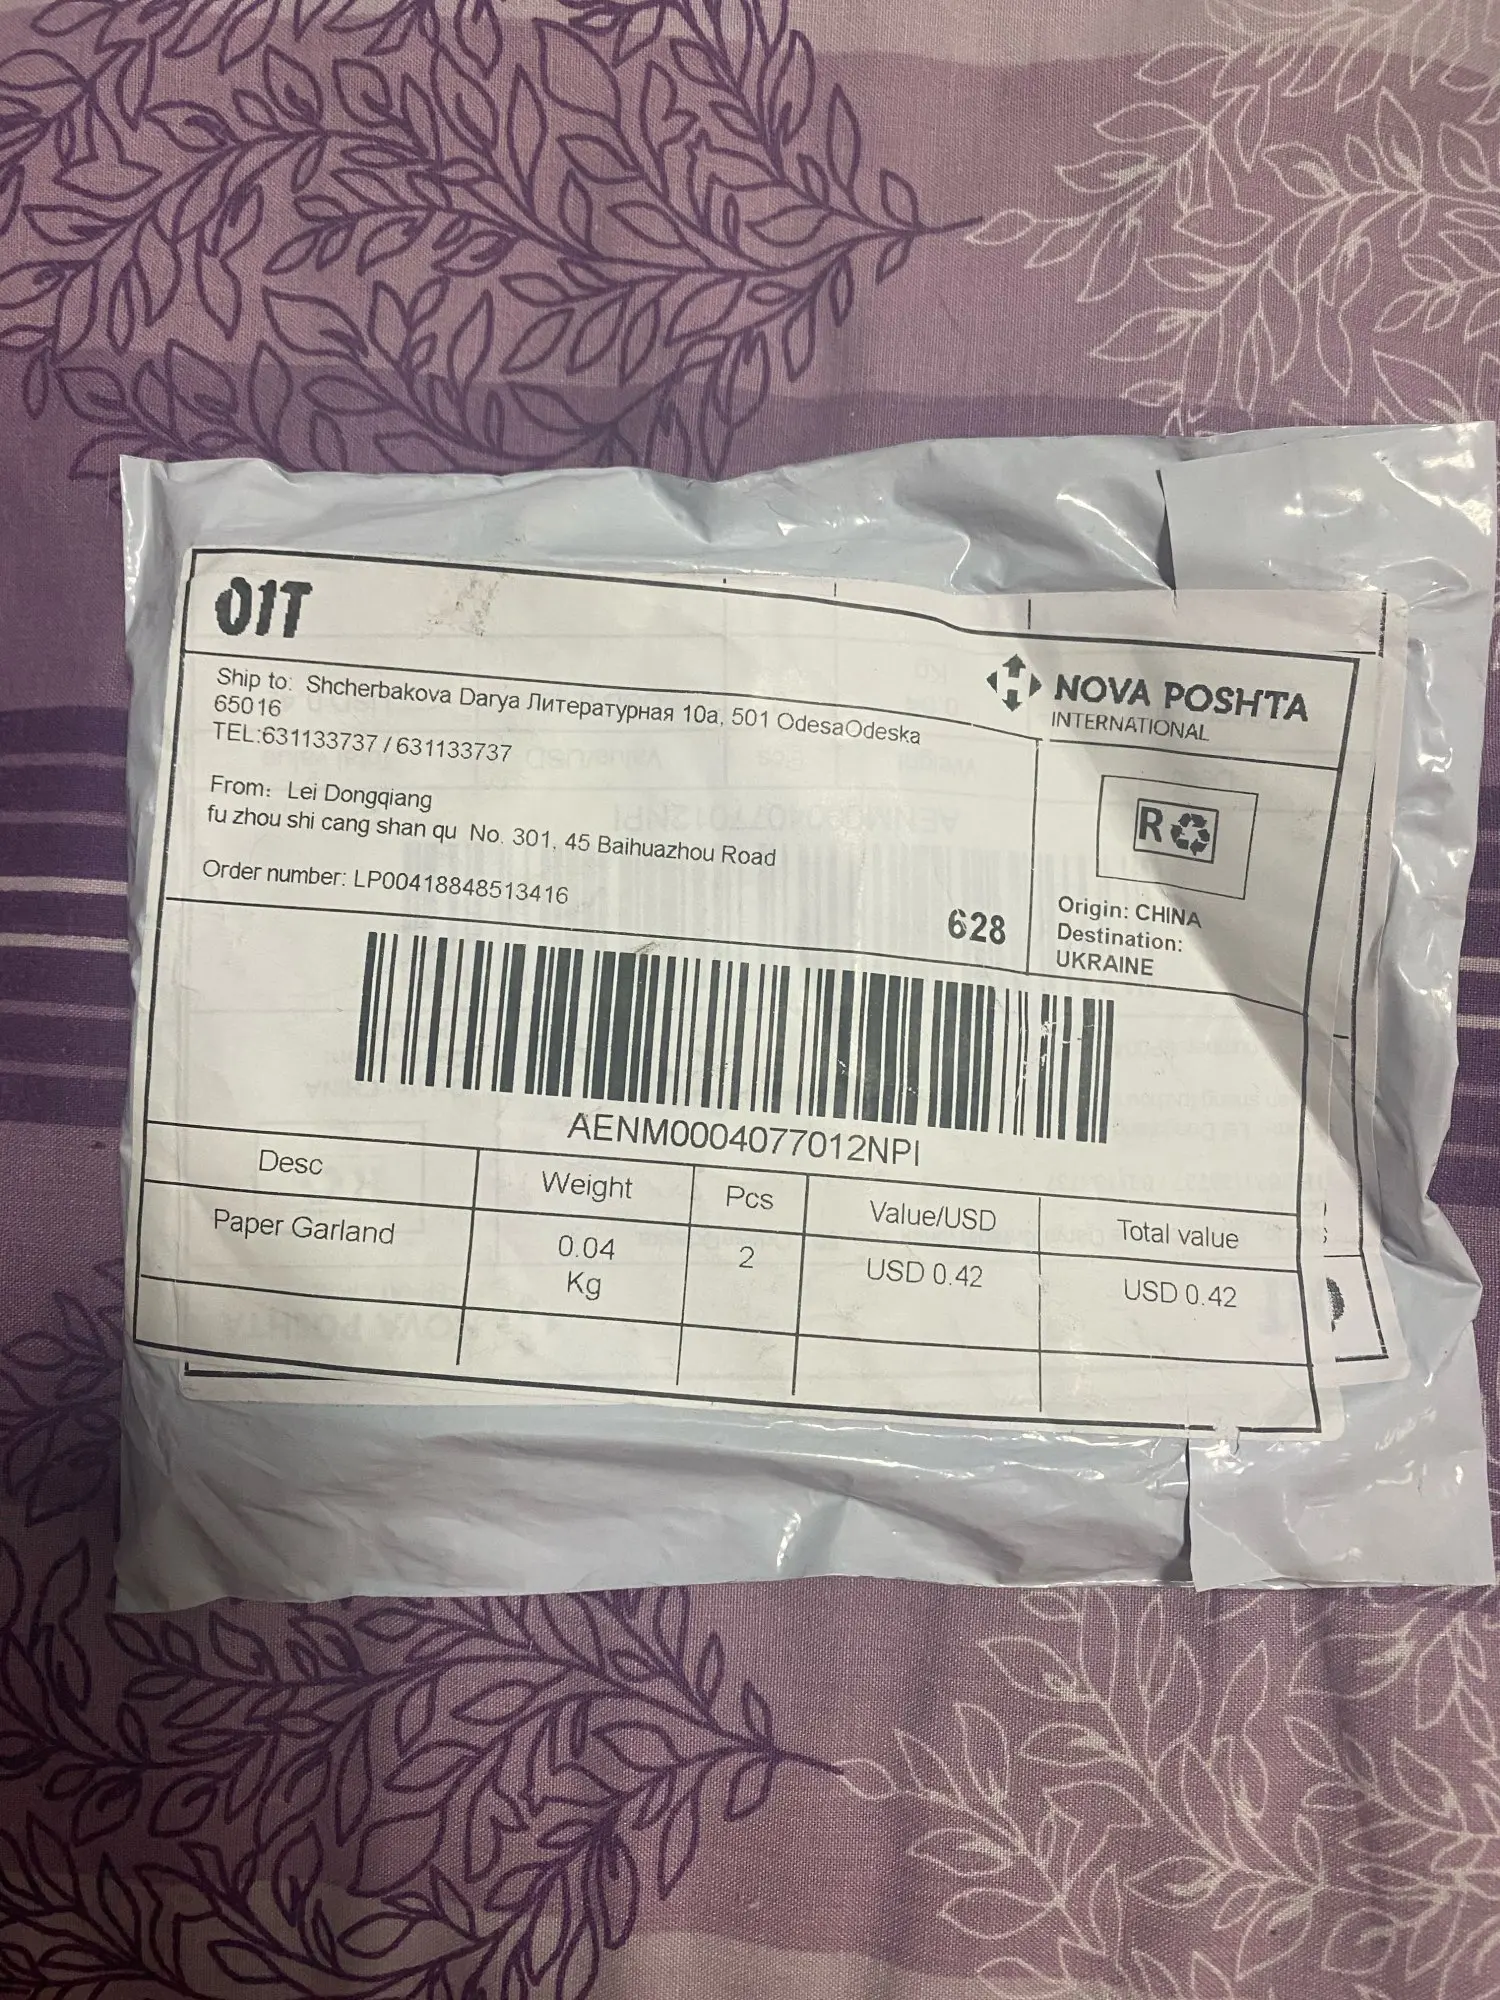 01T
NOVA POSHTA
INTERNATIONAL
Ship to: Shcherbakova Darya Литературная 10а, 501 OdesaOdeska
65016
TEL:631133737 / 631133737
From: Lei Dongqiang
fu zhou shi cang shan qu No. 301, 45 Baihuazhou Road
Order number: LP00418848513416
628
R
Origin: CHINA
Destination:
UKRAINE
AENM0004077012NPI
Desc Weight Pcs Value/USD Total value
Paper Garland 0.04 2 USD 0.42 USD 0.42
Kg